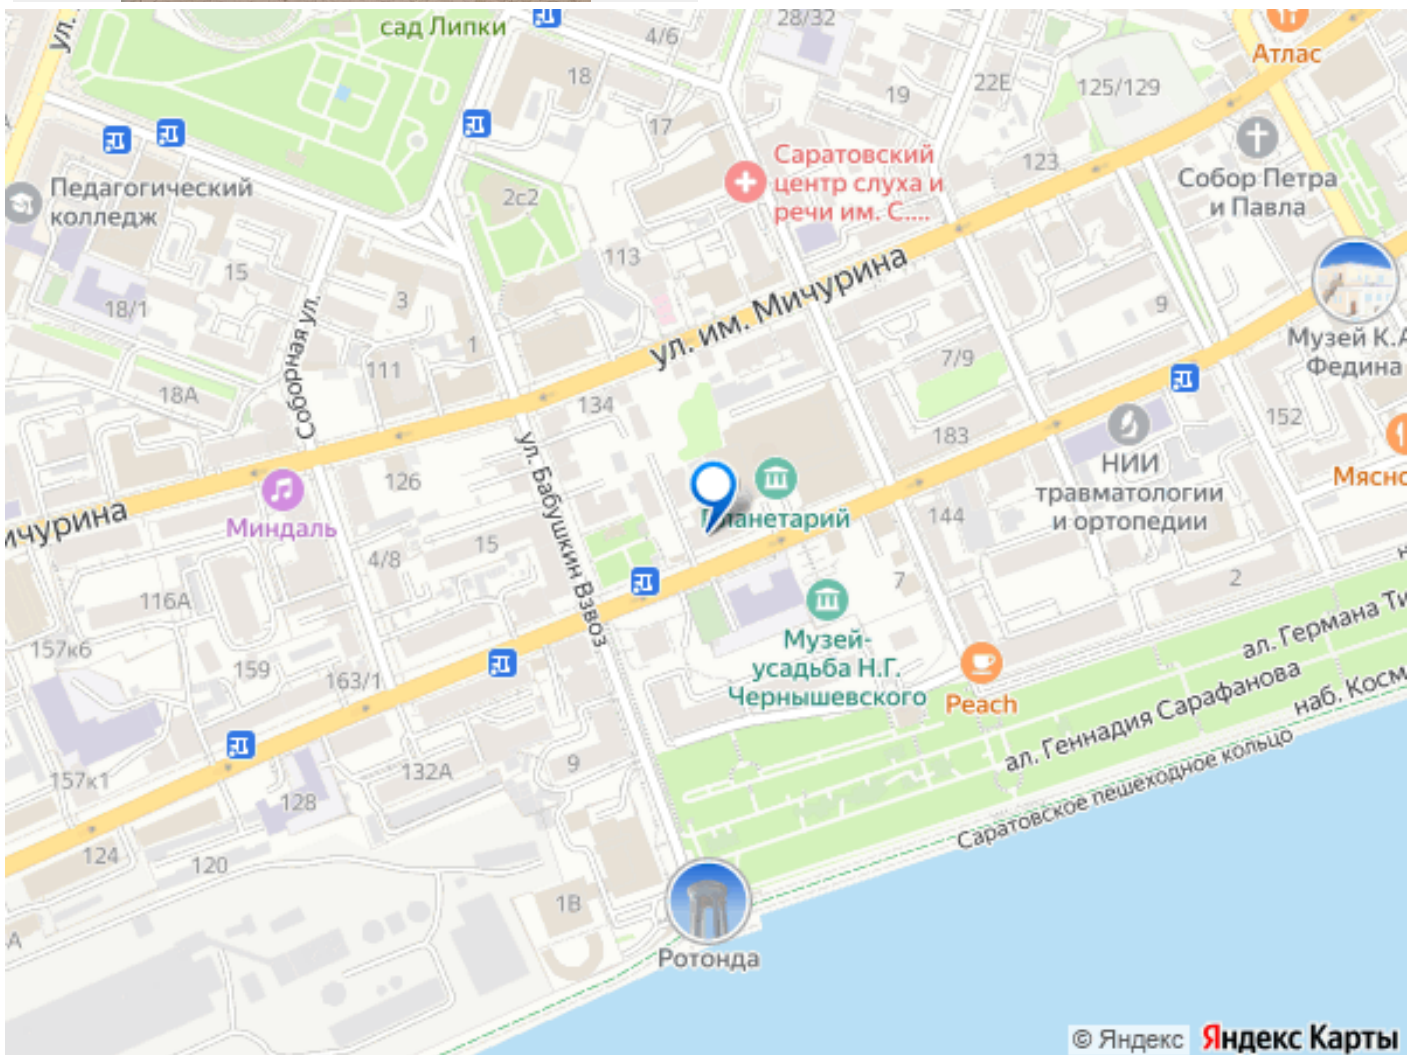 ул.
сад Липки
28/32
4/6
Атлас
18
22Е
125/129
19
17
123
Саратовский
центр слуха и
речи им. С....
Собор Петра
и Павла
Педагогический
колледж
2с2
113
15
3
18/1
9
ул. им. Мичурина
1
7/9
Музей К.А
Федина
Соборная ул.
111
18А
134
152
183
ул. Бабушкин Взвоз
НИИ
травматологии
и ортопедии
Мясно
126
Миндаль
ичурина
Планетарий
144
15
4/8
116А
7
2
157к6
159
163/1
Музей-
усадьба Н.Г.
Чернышевского
Peach
ал. Германа Ти
ал. Геннадия Сарафанова
наб. Косм
Саратовское пешеходное кольцо
157к1
132А
9
128
124
120
1В
Ротонда
© Яндекс Яндекс Карты